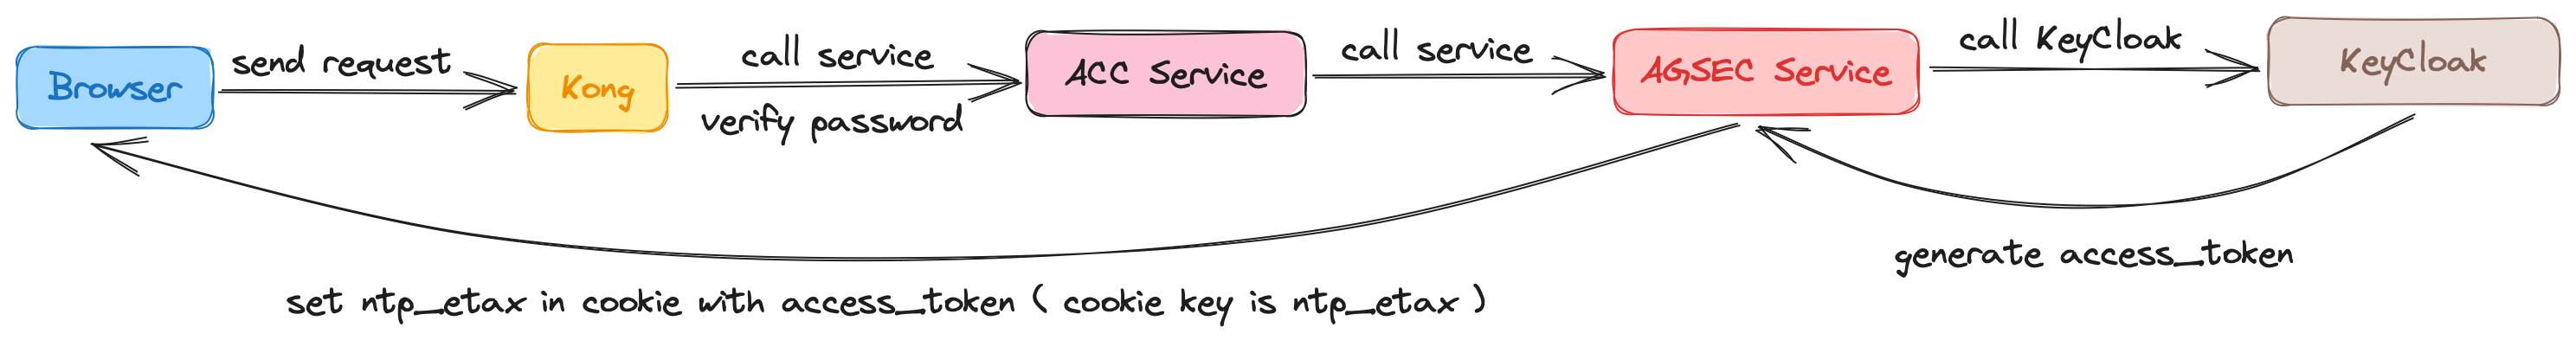 Browser
send request
Kong
call service
verify password
ACC Service
call service
AGSEC Service
call KeyCloak
KeyCloak
generate access_token
set ntp_etax in cookie with access_token ( cookie key is ntp_etax )